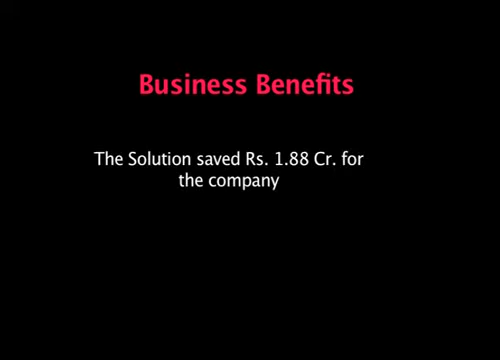 Business Benefits
The Solution saved Rs. 1.88 Cr. for
the company